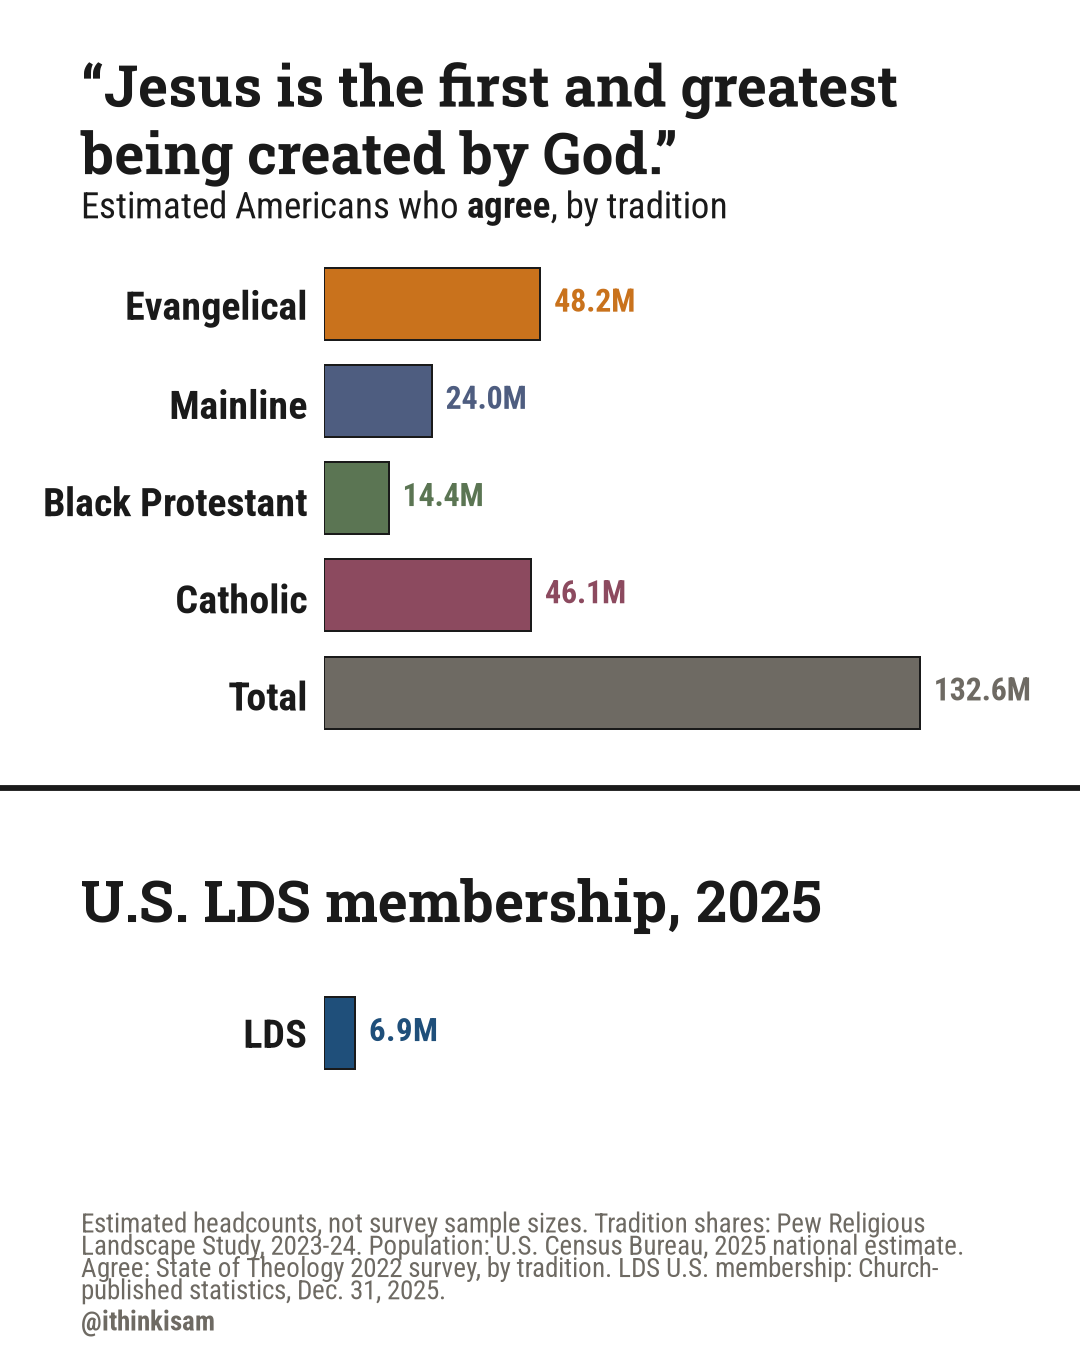 “Jesus is the first and greatest
being created by God.”
Estimated Americans who agree, by tradition
Evangelical 48.2M
Mainline 24.0M
Black Protestant 14.4M
Catholic 46.1M
Total 132.6M
U.S. LDS membership, 2025
LDS 6.9M
Estimated headcounts, not survey sample sizes. Tradition shares: Pew Religious
Landscape Study, 2023-24. Population: U.S. Census Bureau, 2025 national estimate.
Agree: State of Theology 2022 survey, by tradition. LDS U.S. membership: Church-
published statistics, Dec. 31, 2025.
@ithinkisam